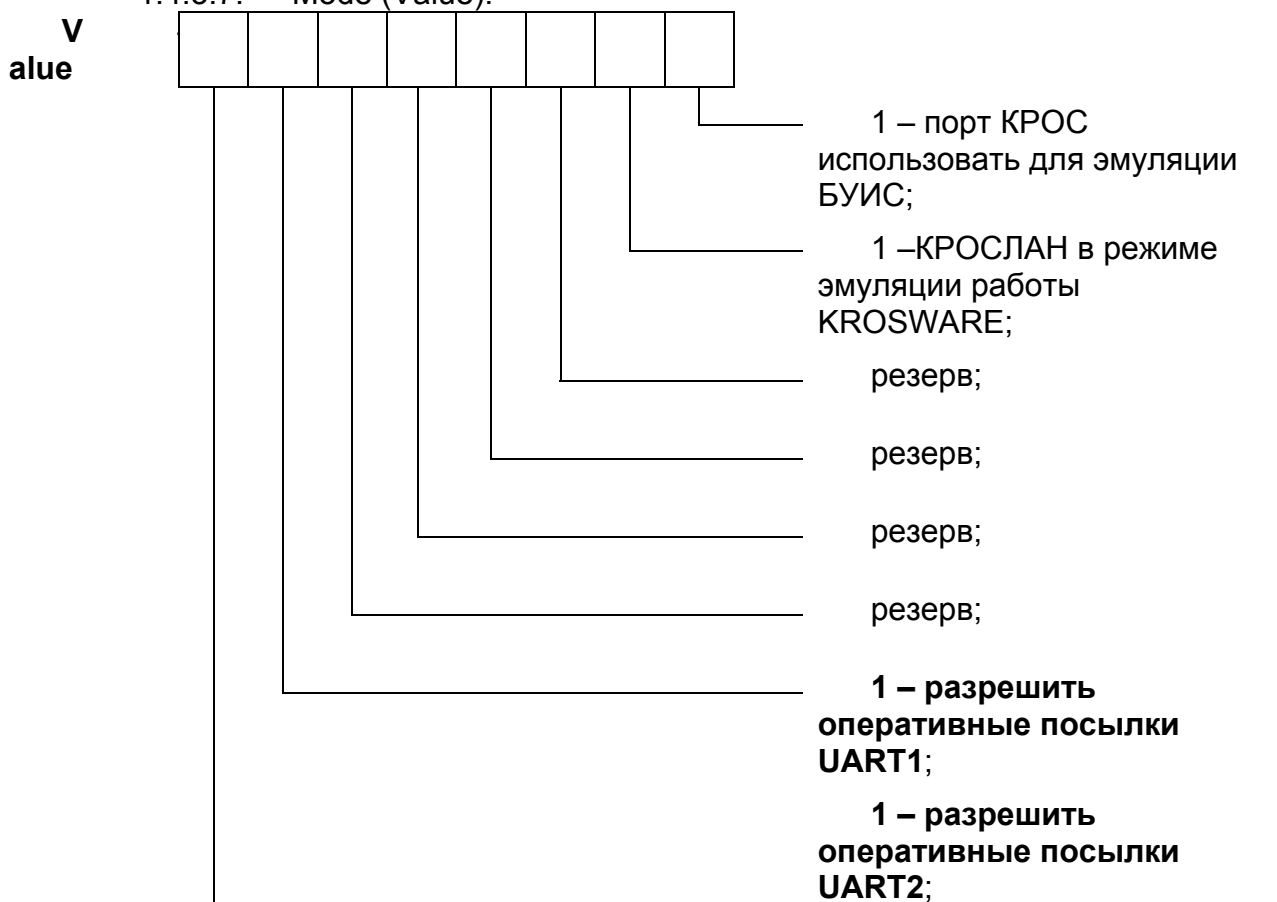 Mode (Value):
V
alue
1 – порт КРОС
использовать для эмуляции
БУИС;
1 –КРОСЛАН в режиме
эмуляции работы
KROSWARE;
резерв;
резерв;
резерв;
резерв;
1 – разрешить
оперативные посылки
UART1;
1 – разрешить
оперативные посылки
UART2;